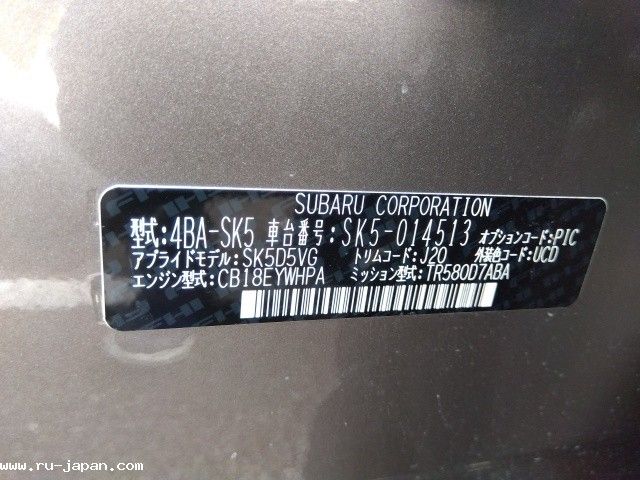 SUBARU CORPORATION
型式:4BA-SK5 車台番号:SK5-014513 オプションコード:PIC
アプライドモデル:SK5D5VG トリムコード:J20 外装色コード:UCD
エンジン型式:CB18EYWHPA ミッション型式:TR580D7ABA
www.ru-japan.com